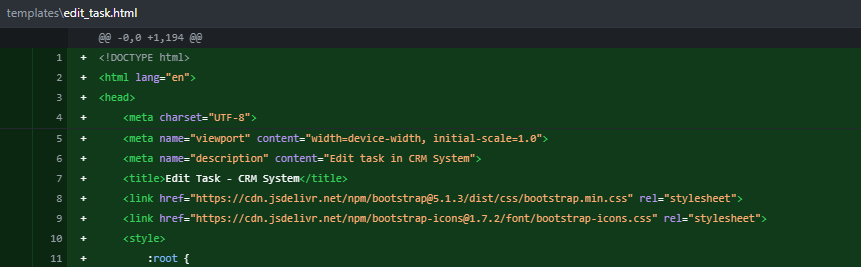 templates\edit_task.html
@@ -0,0 +1,194 @@
1 + <!DOCTYPE html>
2 + <html lang="en">
3 + <head>
4 + <meta charset="UTF-8">
5 + <meta name="viewport" content="width=device-width, initial-scale=1.0">
6 + <meta name="description" content="Edit task in CRM System">
7 + <title>Edit Task - CRM System</title>
8 + <link href="https://cdn.jsdelivr.net/npm/bootstrap@5.1.3/dist/css/bootstrap.min.css" rel="stylesheet">
9 + <link href="https://cdn.jsdelivr.net/npm/bootstrap-icons@1.7.2/font/bootstrap-icons.css" rel="stylesheet">
10 + <style>
11 + :root {